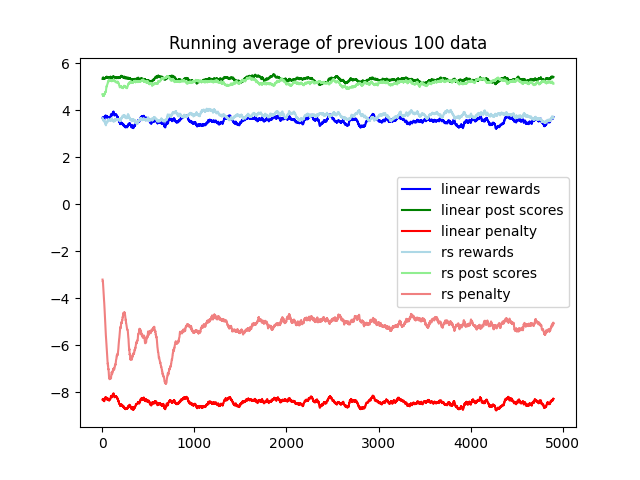 Running average of previous 100 data
6
4
2
0
−2
−4
−6
−8
linear rewards
linear post scores
linear penalty
rs rewards
rs post scores
rs penalty
0 1000 2000 3000 4000 5000